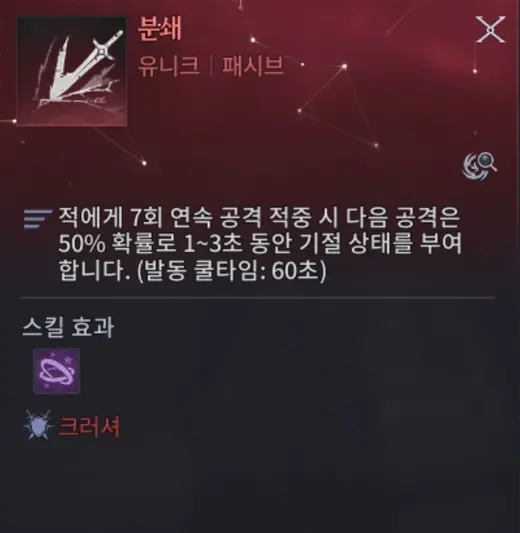 분쇄
유니크 | 패시브
적에게 7회 연속 공격 적중 시 다음 공격은
50% 확률로 1~3초 동안 기절 상태를 부여
합니다. (발동 쿨타임: 60초)
스킬 효과
크러셔